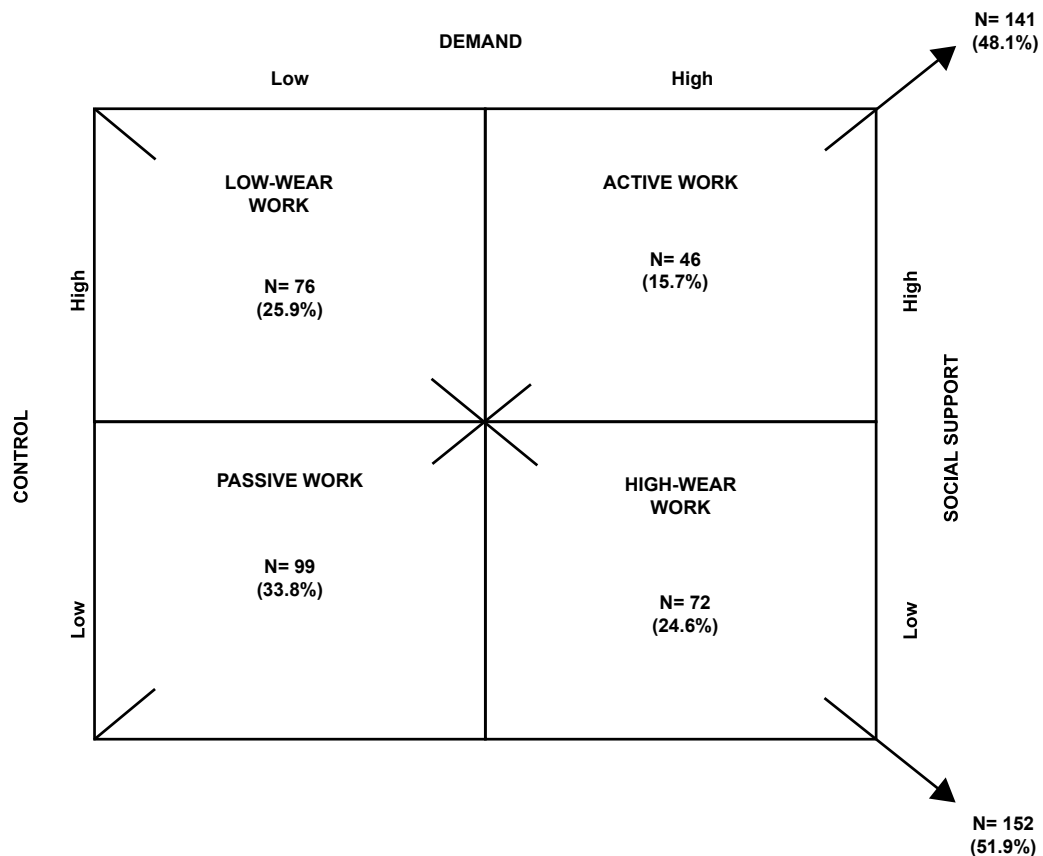 N= 141
(48.1%)
DEMAND
Low
High
LOW-WEAR
WORK
ACTIVE WORK
N= 46
(15.7%)
N= 76
(25.9%)
High
High
CONTROL
SOCIAL SUPPORT
PASSIVE WORK
HIGH-WEAR
WORK
N= 99
(33.8%)
N= 72
(24.6%)
Low
Low
N= 152
(51.9%)